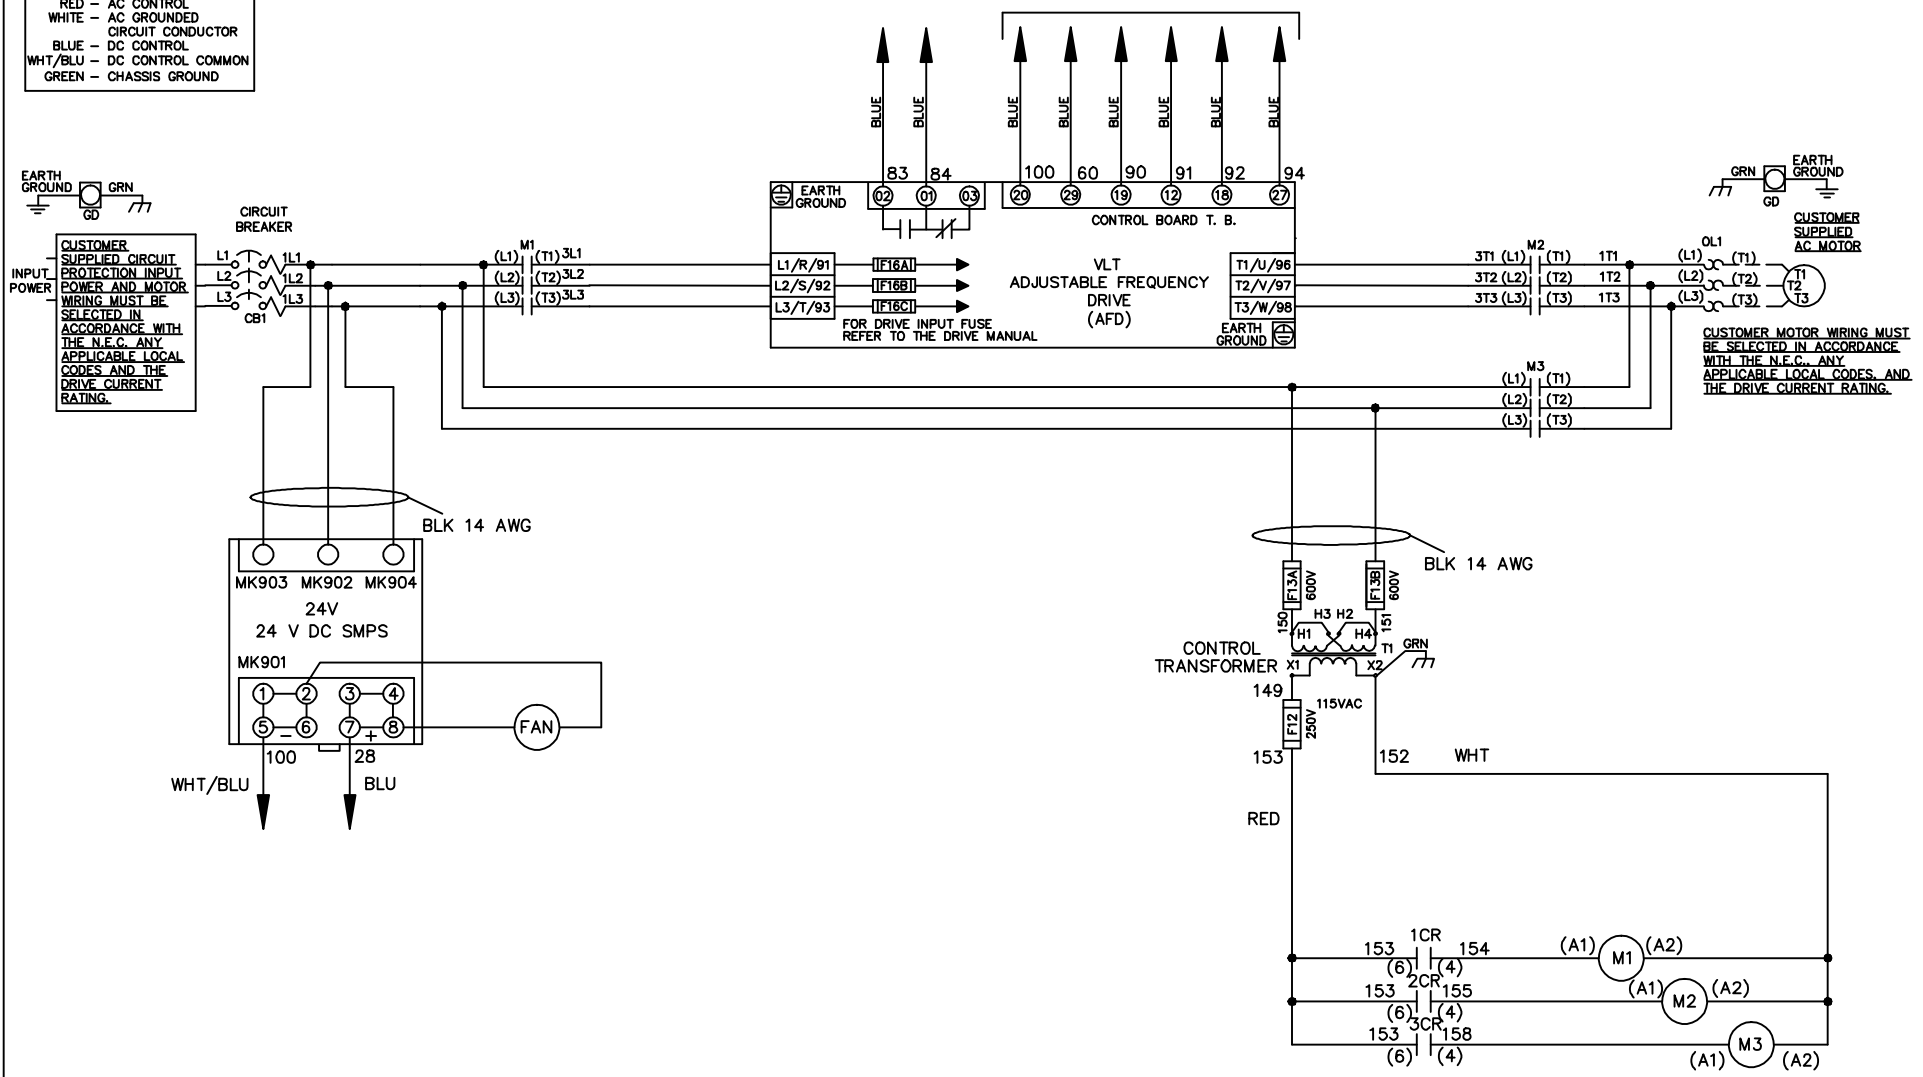 RED – AC CONTROL
WHITE – AC GROUNDED
CIRCUIT CONDUCTOR
BLUE – DC CONTROL
WHT/BLU – DC CONTROL COMMON
GREEN – CHASSIS GROUND
BLUE
BLUE
BLUE
BLUE
BLUE
BLUE
BLUE
BLUE
83
84
100
60
90
91
92
94
EARTH
GROUND
GRN
GD
EARTH
GROUND
02
01
03
20
29
19
12
18
27
CONTROL BOARD T. B.
GRN
EARTH
GROUND
GD
CUSTOMER
SUPPLIED
AC MOTOR
CIRCUIT
BREAKER
INPUT
POWER
CUSTOMER
SUPPLIED CIRCUIT
PROTECTION INPUT
POWER AND MOTOR
WIRING MUST BE
SELECTED IN
ACCORDANCE WITH
THE N.E.C. ANY
APPLICABLE LOCAL
CODES AND THE
DRIVE CURRENT
RATING.
L1
1L1
L2
1L2
L3
1L3
CB1
M1
(L1) (T1) 3L1
(L2) (T2) 3L2
(L3) (T3) 3L3
L1/R/91
F16A
L2/S/92
F16B
L3/T/93
F16C
FOR DRIVE INPUT FUSE
REFER TO THE DRIVE MANUAL
VLT
ADJUSTABLE FREQUENCY
DRIVE
(AFD)
T1/U/96
T2/V/97
T3/W/98
EARTH
GROUND
M2
3T1 (L1) (T1) 1T1
3T2 (L2) (T2) 1T2
3T3 (L3) (T3) 1T3
OL1
(L1) (T1)
(L2) (T2)
(L3) (T3)
T1
T2
T3
CUSTOMER MOTOR WIRING MUST
BE SELECTED IN ACCORDANCE
WITH THE N.E.C., ANY
APPLICABLE LOCAL CODES, AND
THE DRIVE CURRENT RATING.
M3
(L1) (T1)
(L2) (T2)
(L3) (T3)
BLK 14 AWG
MK903 MK902 MK904
24V
24 V DC SMPS
MK901
1
2
3
4
5
–
6
7
+
8
FAN
100
28
WHT/BLU
BLU
BLK 14 AWG
F13A
600V
F13B
600V
150
H3 H2
151
H1
H4
GRN
CONTROL
TRANSFORMER
T1
X1
X2
149
115VAC
F12
250V
153
152
WHT
RED
1CR
153
154
(6) (4)
(A1)
M1
(A2)
2CR
153
155
(6) (4)
(A1)
M2
(A2)
3CR
153
158
(6) (4)
(A1)
M3
(A2)